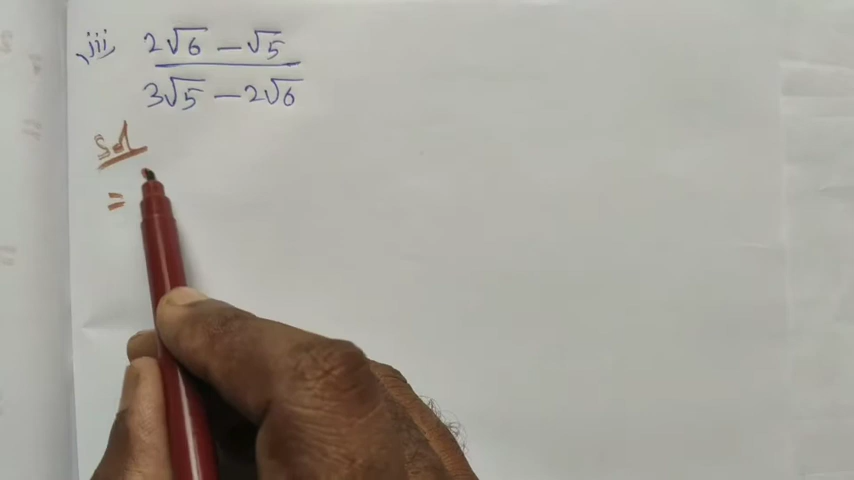 iii 2√6 - √5
3√5 - 2√6
Sol
=